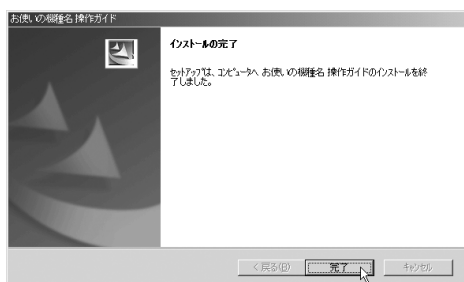 お使いの機種名 操作ガイド
インストールの完了
セットアップは、コンピュータへ お使いの機種名 操作ガイドのインストールを終
了しました。
< 戻る(B)
完了
キャンセル